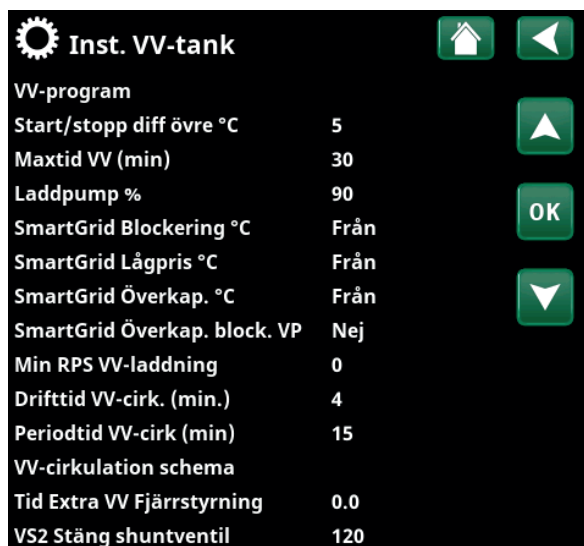 Inst. VV-tank
VV-program
Start/stopp diff övre °C 5
Maxtid VV (min) 30
Laddpump % 90
SmartGrid Blockering °C Från
SmartGrid Lågpris °C Från
SmartGrid Överkap. °C Från
SmartGrid Överkap. block. VP Nej
Min RPS VV-laddning 0
Drifttid VV-cirk. (min.) 4
Periodtid VV-cirk (min) 15
VV-cirkulation schema
Tid Extra VV Fjärrstyrning 0.0
VS2 Stäng shuntventil 120
OK